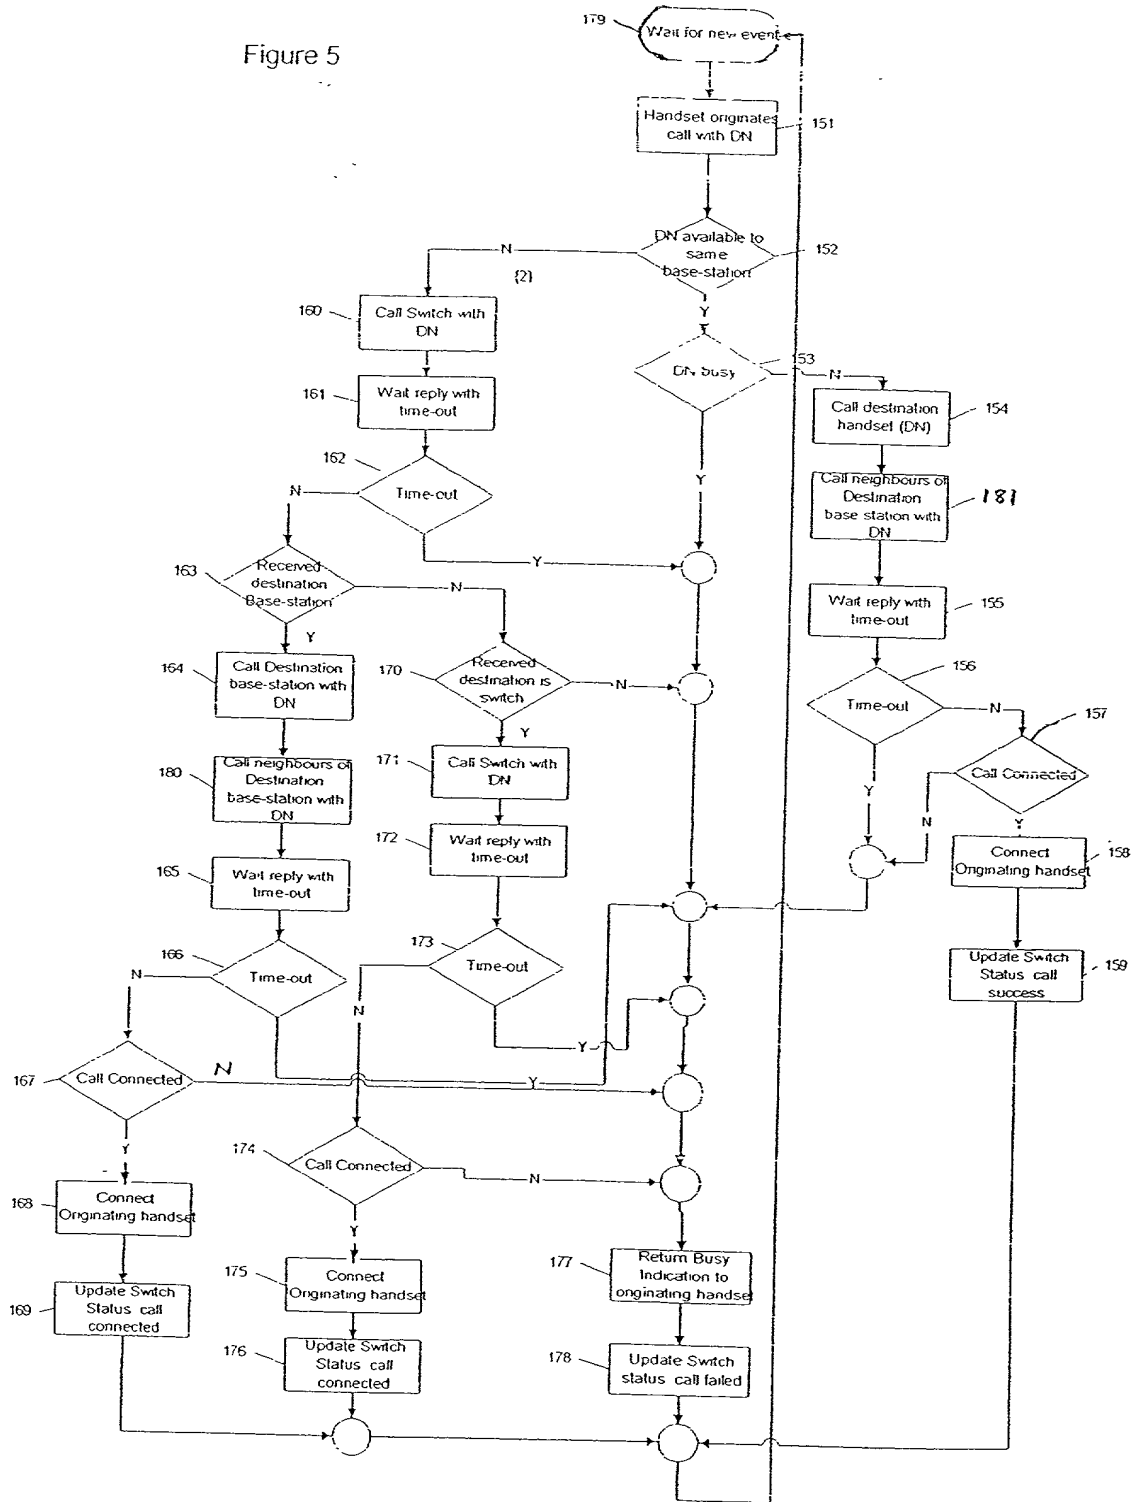 Figure 5
179
Wait for new event
Handset originates
call with DN
151
DN available to
same
base-station
152
N
{2}
Y
160
Call Switch with
DN
DN busy
153
N
161
Wait reply with
time-out
Call destination
handset (DN)
154
162
Time-out
N
Y
Y
Call neighbours of
Destination
base station with
DN
181
163
Received
destination
Base-station
N
Y
Wait reply with
time-out
155
164
Call Destination
base-station with
DN
170
Received
destination is
switch
N
Y
156
Time-out
N
Y
157
Call Connected
N
Y
180
Call neighbours of
Destination
base-station with
DN
171
Call Switch with
DN
172
Wait reply with
time-out
165
Wait reply with
time-out
Connect
Originating handset
158
166
Time-out
N
Y
173
Time-out
N
Y
Update Switch
Status call
success
159
167
Call Connected
N
Y
174
Call Connected
N
Y
168
Connect
Originating handset
175
Connect
Originating handset
177
Return Busy
Indication to
originating handset
169
Update Switch
Status call
connected
176
Update Switch
Status call
connected
178
Update Switch
status call failed